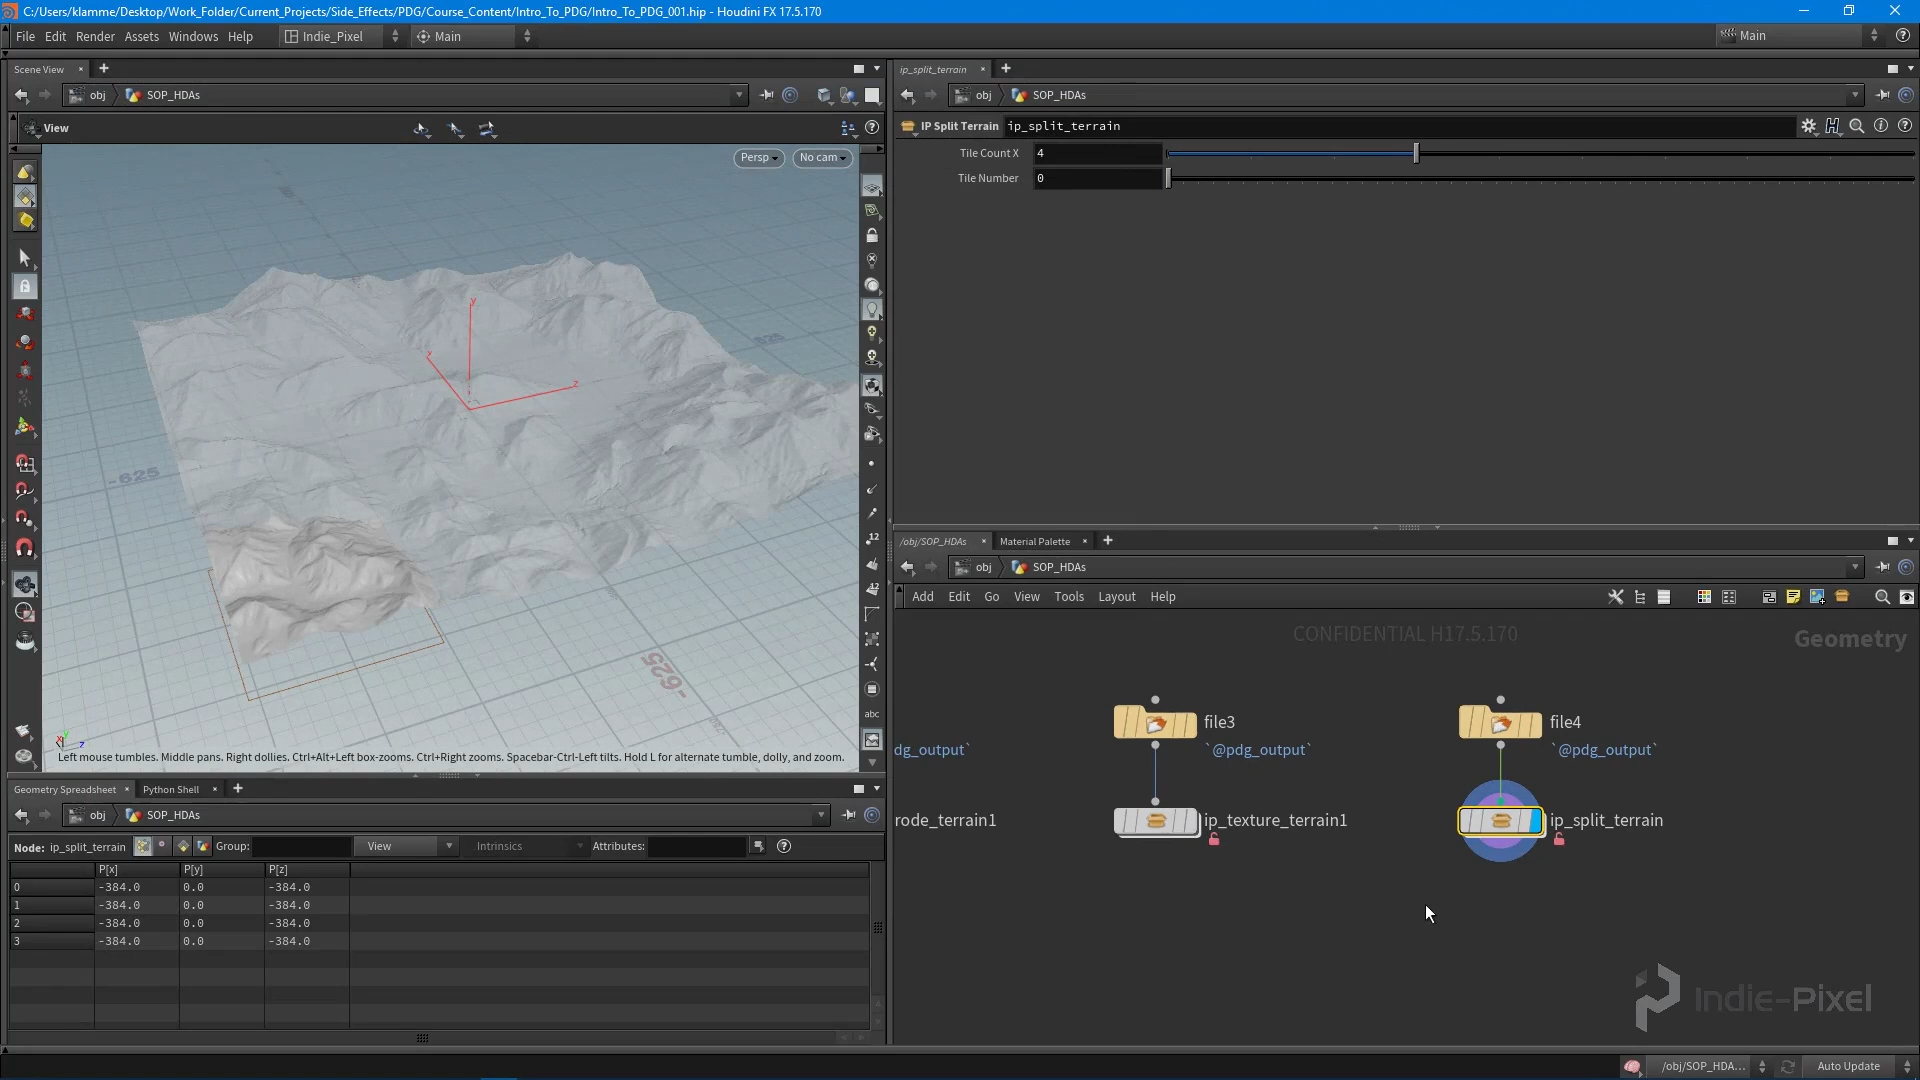 C:/Users/klamme/Desktop/Work_Folder/Current_Projects/Side_Effects/PDG/Course_Content/Intro_To_PDG/Intro_To_PDG_001.hip - Houdini FX 17.5.170
File Edit Render Assets Windows Help Indie_Pixel Main Main
Scene View
obj SOP_HDAs
View
Persp No cam
-625
625
-625
y
x
z
12
12
abc
Left mouse tumbles. Middle pans. Right dollies. Ctrl+Alt+Left box-zooms. Ctrl+Right zooms. Spacebar-Ctrl-Left tilts. Hold L for alternate tumble, dolly, and zoom.
Geometry Spreadsheet Python Shell
obj SOP_HDAs
Node: ip_split_terrain Group: View Intrinsics Attributes:
P[x] P[y] P[z]
0 -384.0 0.0 -384.0
1 -384.0 0.0 -384.0
2 -384.0 0.0 -384.0
3 -384.0 0.0 -384.0
ip_split_terrain
obj SOP_HDAs
IP Split Terrain ip_split_terrain
Tile Count X 4
Tile Number 0
/obj/SOP_HDAs Material Palette
obj SOP_HDAs
Add Edit Go View Tools Layout Help
CONFIDENTIAL H17.5.170
Geometry
file3 file4
dg_output` `@pdg_output` `@pdg_output`
rode_terrain1 ip_texture_terrain1 ip_split_terrain
Indie-Pixel
/obj/SOP_HDA... Auto Update